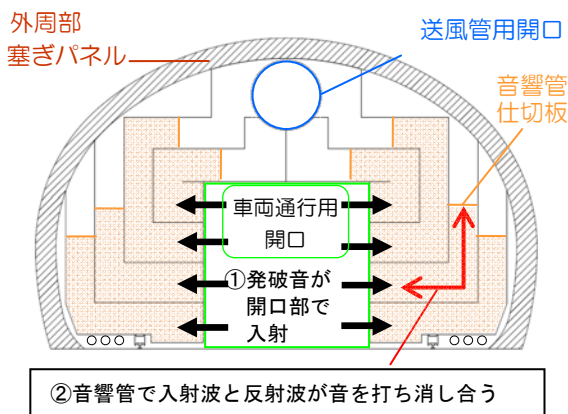 外周部
塞ぎパネル
送風管用開口
音響管
仕切板
車両通行用
開口
①発破音が
開口部で
入射
②音響管で入射波と反射波が音を打ち消し合う